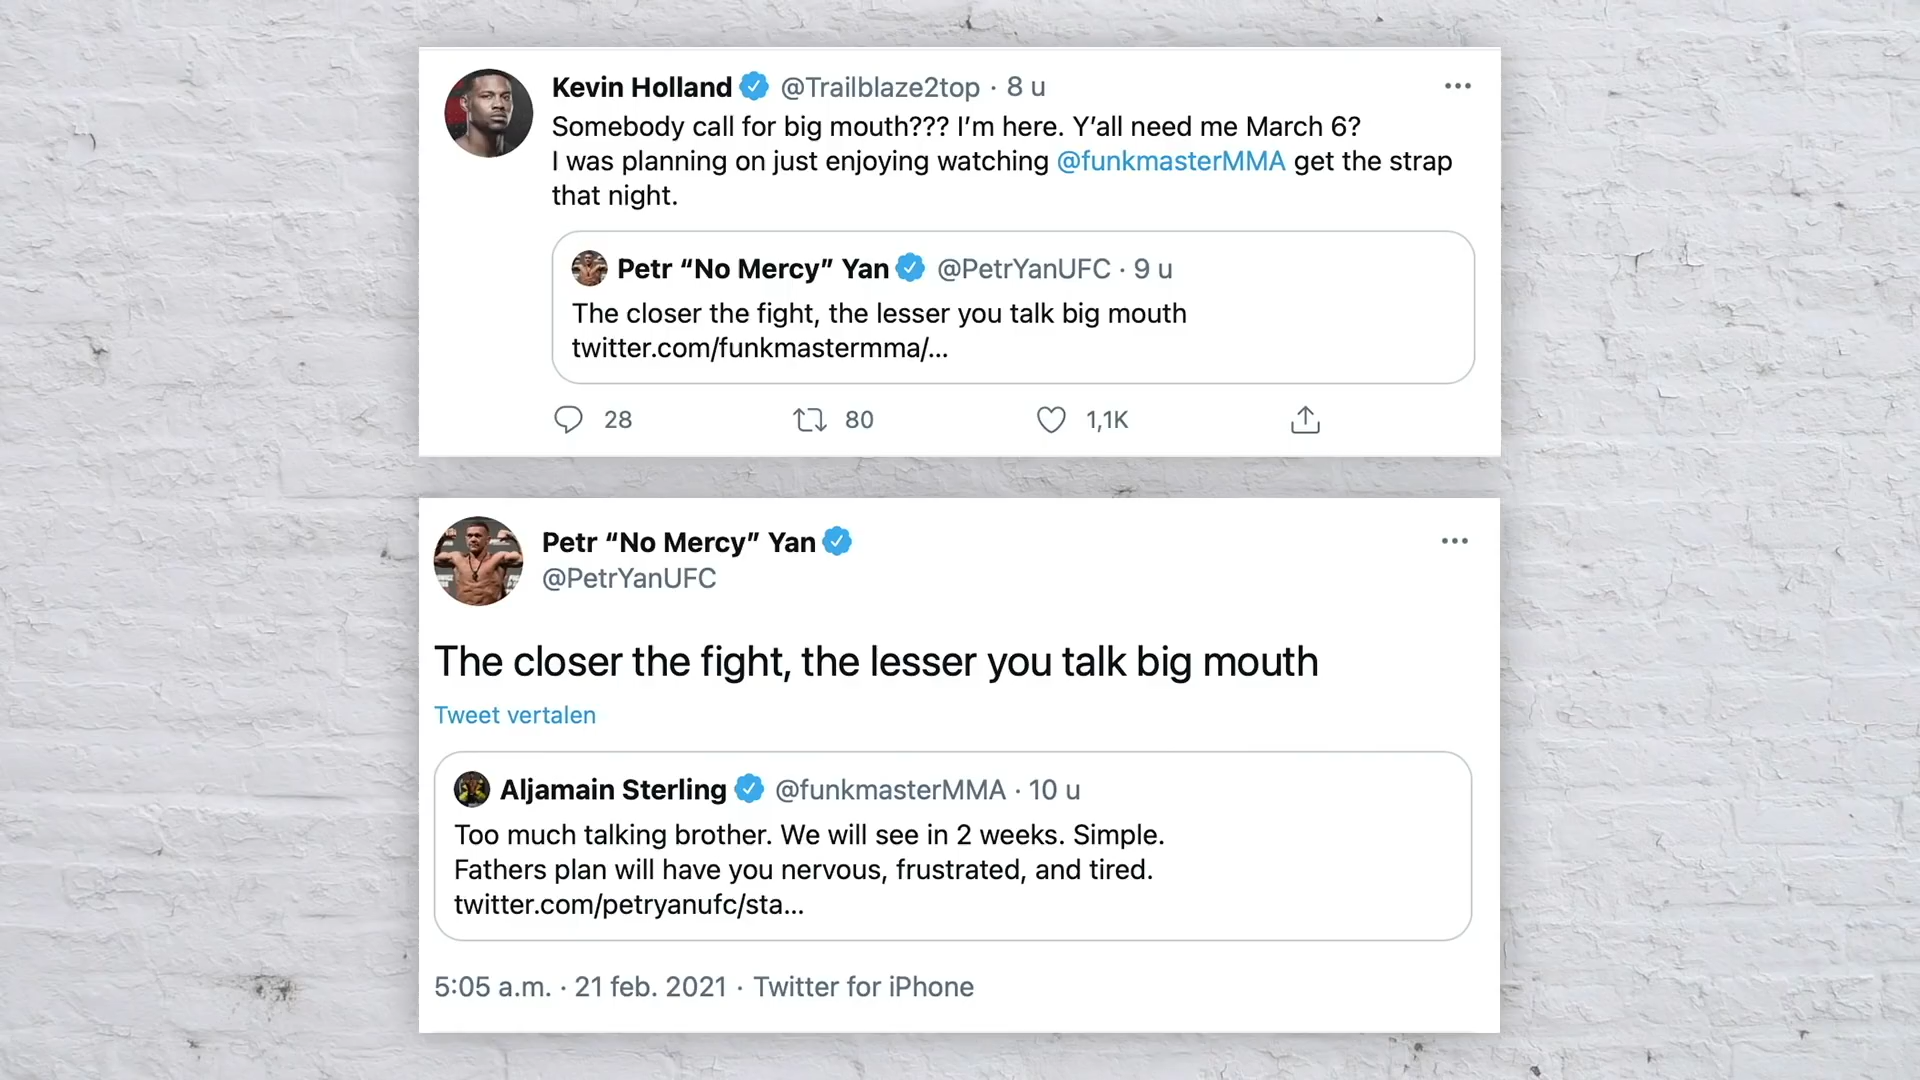 Kevin Holland @Trailblaze2top · 8 u
Somebody call for big mouth??? I’m here. Y’all need me March 6?
I was planning on just enjoying watching @funkmasterMMA get the strap
that night.
Petr “No Mercy” Yan @PetrYanUFC · 9 u
The closer the fight, the lesser you talk big mouth
twitter.com/funkmastermma/...
28 80 1,1K
Petr “No Mercy” Yan
@PetrYanUFC
The closer the fight, the lesser you talk big mouth
Tweet vertalen
Aljamain Sterling @funkmasterMMA · 10 u
Too much talking brother. We will see in 2 weeks. Simple.
Fathers plan will have you nervous, frustrated, and tired.
twitter.com/petryanufc/sta...
5:05 a.m. · 21 feb. 2021 · Twitter for iPhone